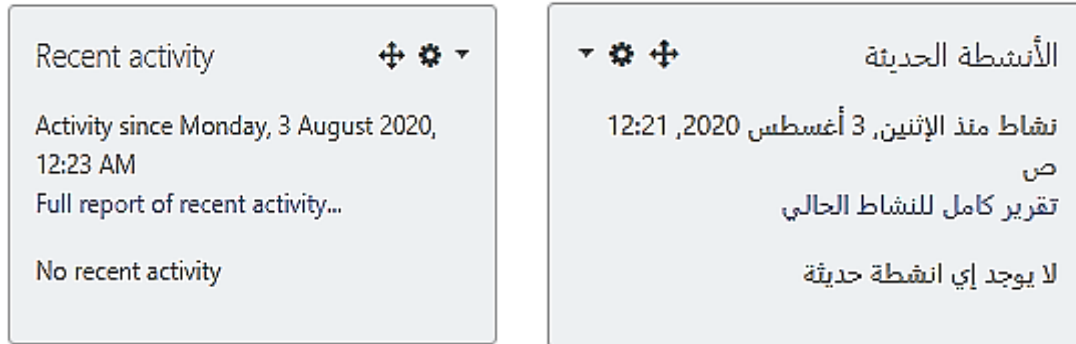 Recent activity
Activity since Monday, 3 August 2020,
12:23 AM
Full report of recent activity...
No recent activity
الأنشطة الحديثة
نشاط منذ الإثنين, 3 أغسطس 2020, 12:21
ص
تقرير كامل للنشاط الحالي
لا يوجد إي انشطة حديثة